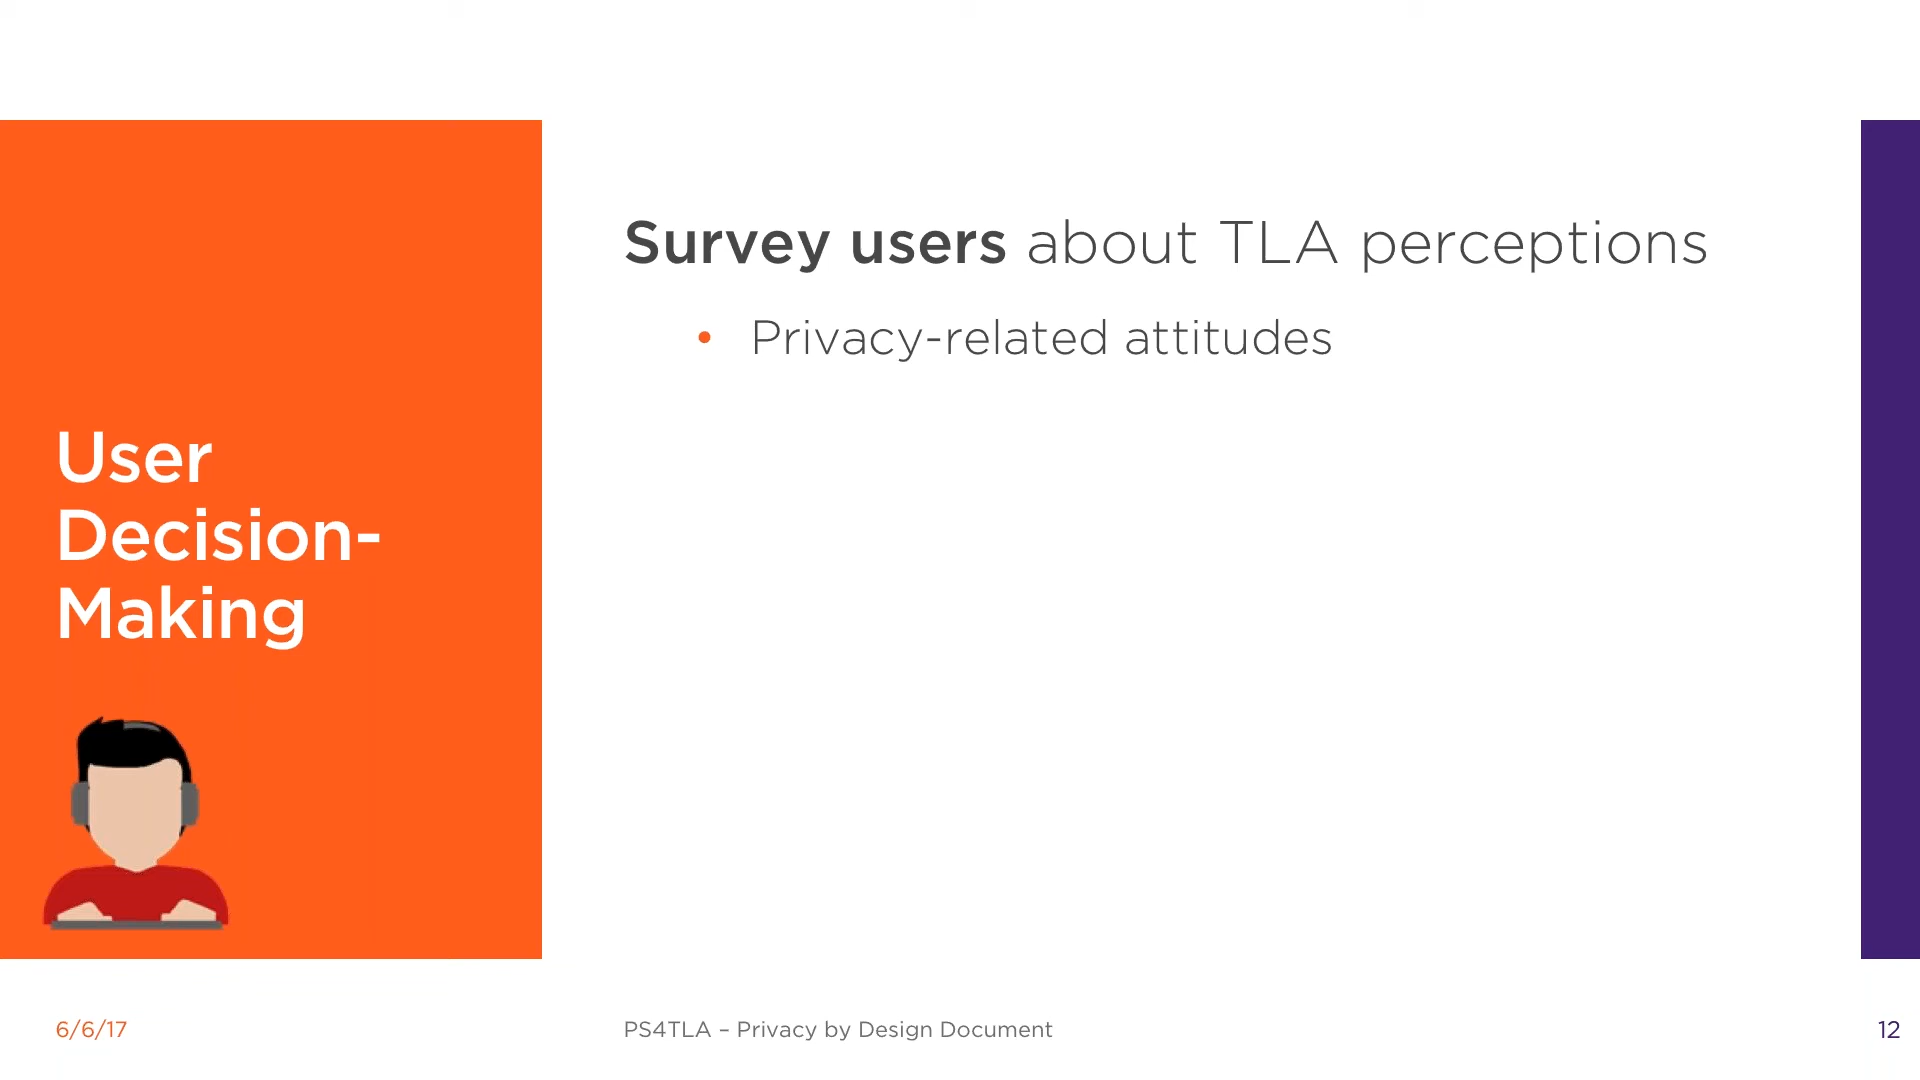 User
Decision-
Making
Survey users about TLA perceptions
• Privacy-related attitudes
6/6/17
PS4TLA – Privacy by Design Document
12